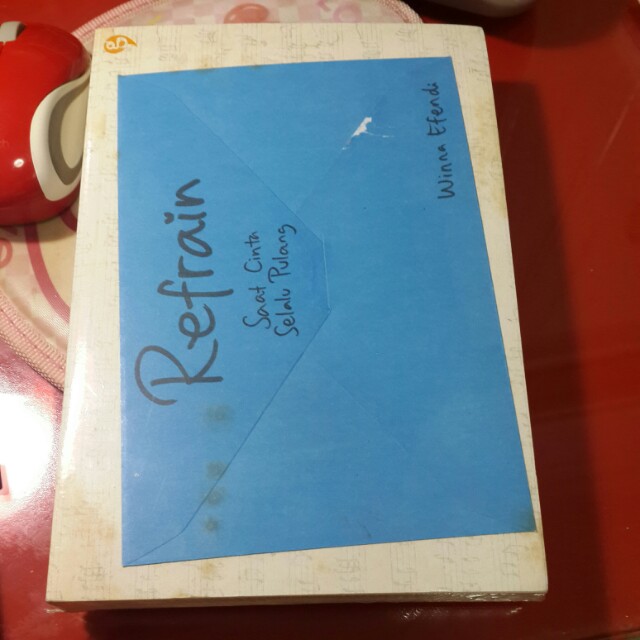 Refrain
Saat Cinta
Selalu Pulang
Winna Efendi